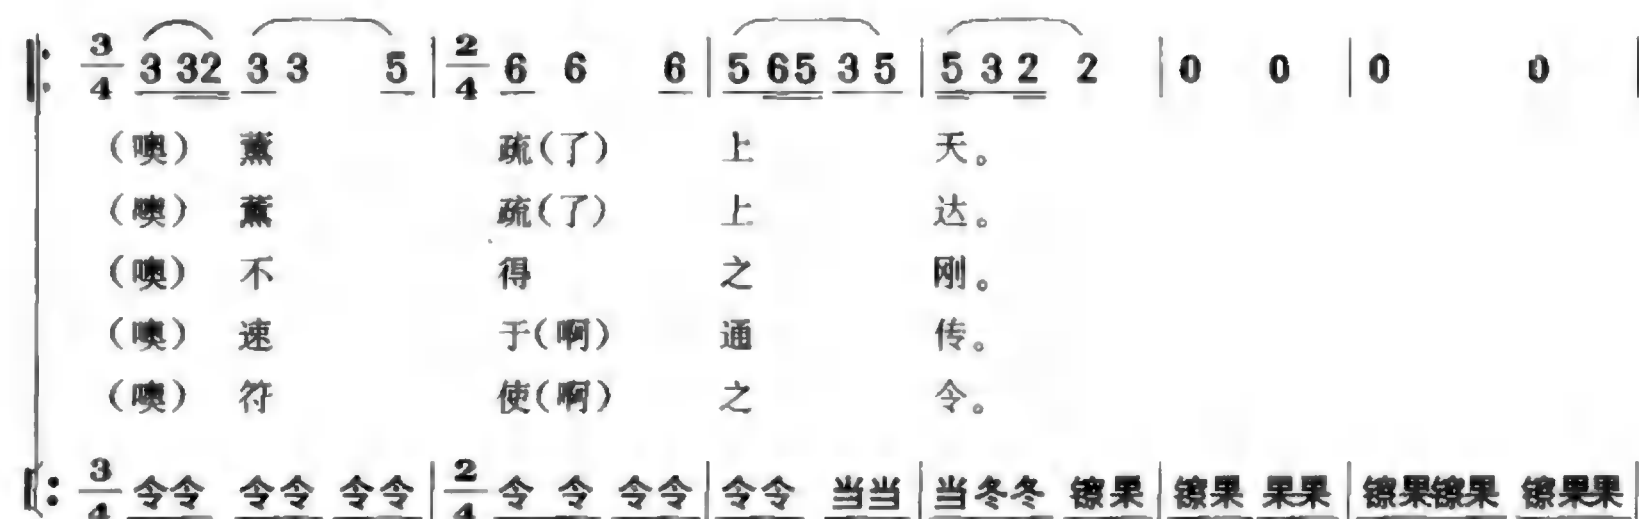 3/4 3 32 3 3 5 | 2/4 6 6 6 | 5 65 35 | 5 3 2 2 | 0 0 | 0 0 |
(噢) 薰 疏(了) 上 天。
(噢) 薰 疏(了) 上 达。
(噢) 不 得 之 刚。
(噢) 速 于(啊) 通 传。
(噢) 符 使(啊) 之 令。
3/4 令令 令令 令令 | 2/4 令 令 令令 | 令令 当当 | 当冬冬 镲果 | 镲果 果果 | 镲果镲果 镲果果